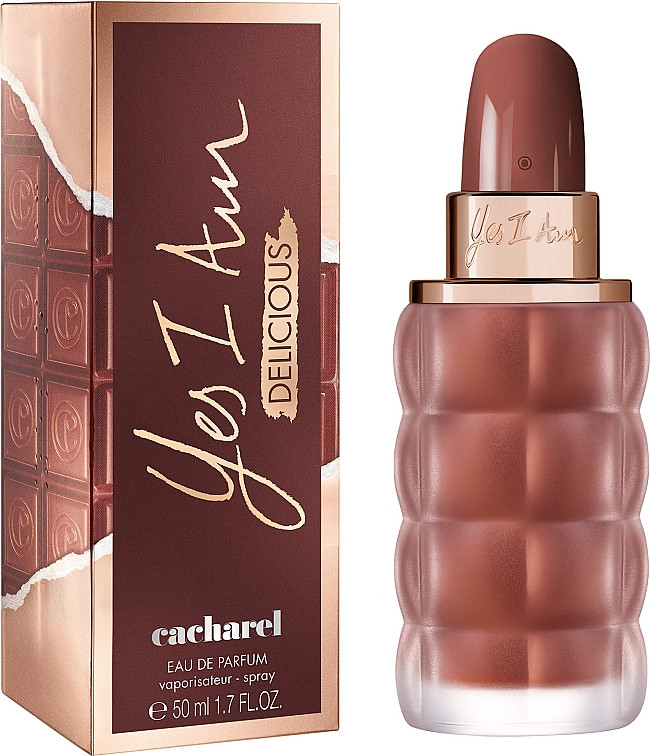 Yes I Am
DELICIOUS
cacharel
EAU DE PARFUM
vaporisateur - spray
℮ 50 ml 1.7 FL.OZ.
Yes I Am